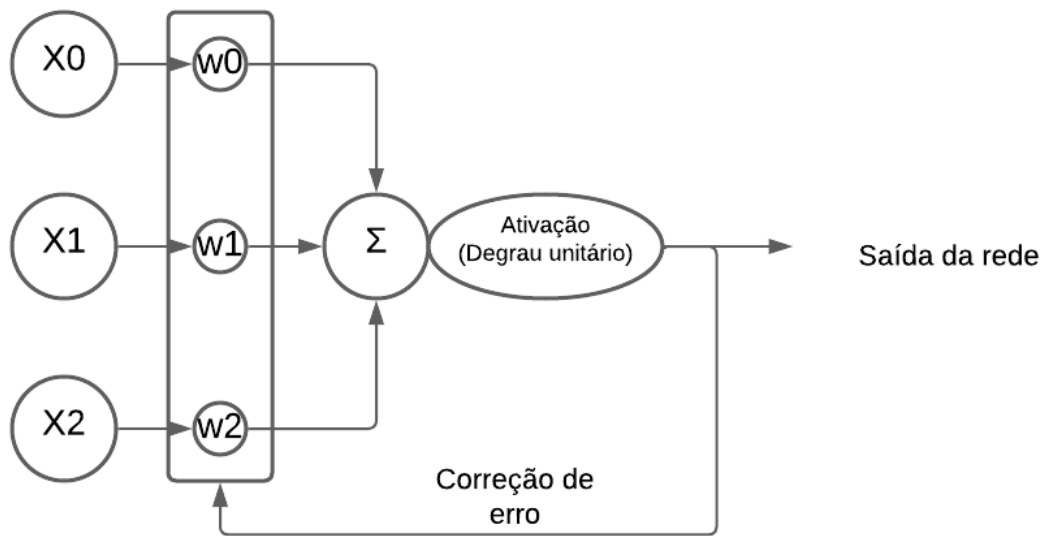 X0
w0
X1
w1
Σ
Ativação
(Degrau unitário)
Saída da rede
X2
w2
Correção de
erro